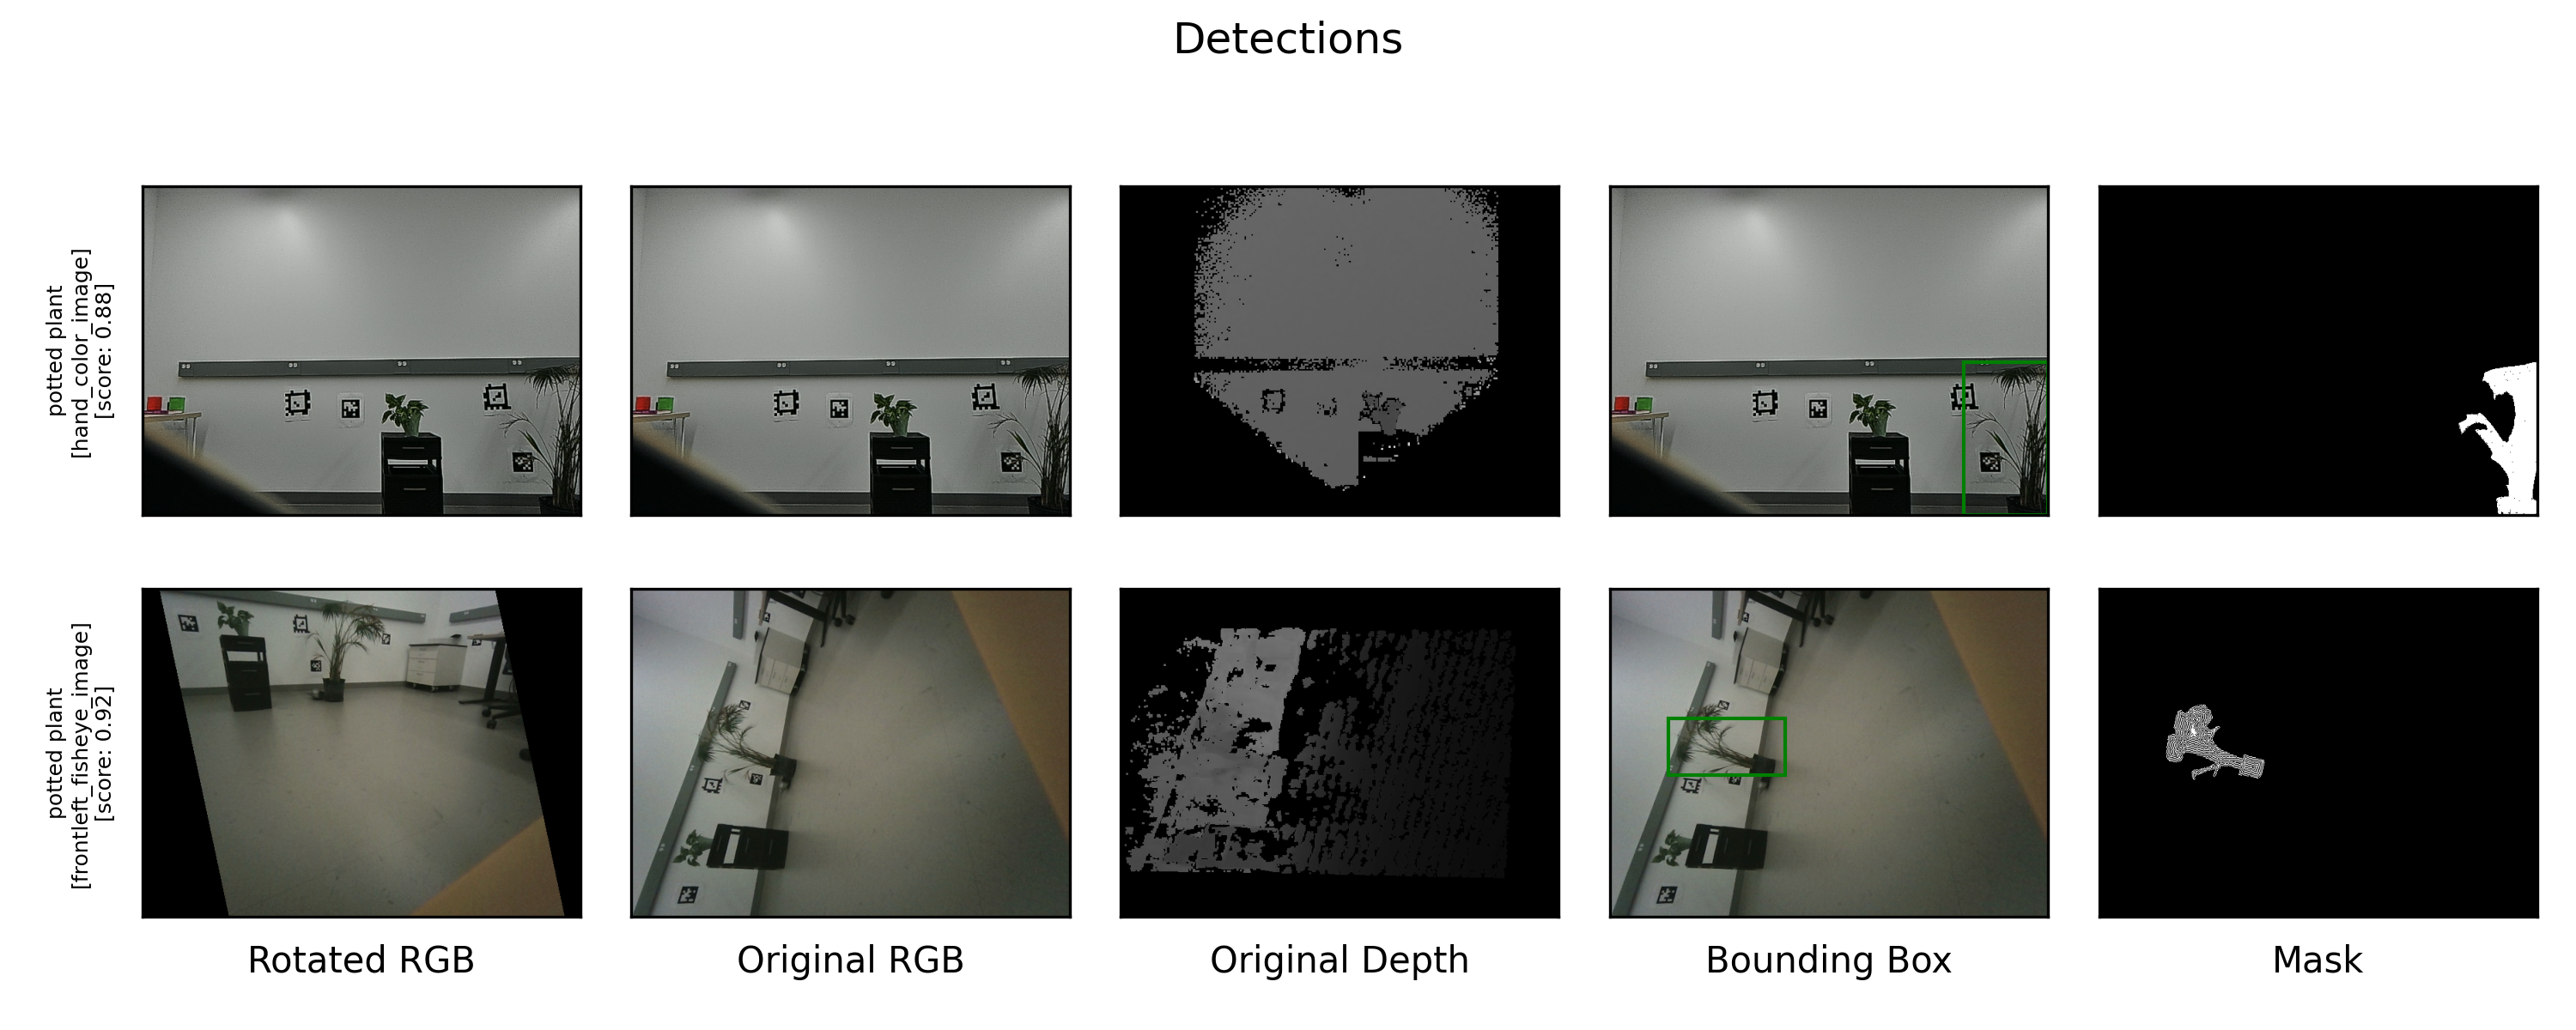 Detections
potted plant
[hand_color_image]
[score: 0.88]
potted plant
[frontleft_fisheye_image]
[score: 0.92]
Rotated RGB
Original RGB
Original Depth
Bounding Box
Mask